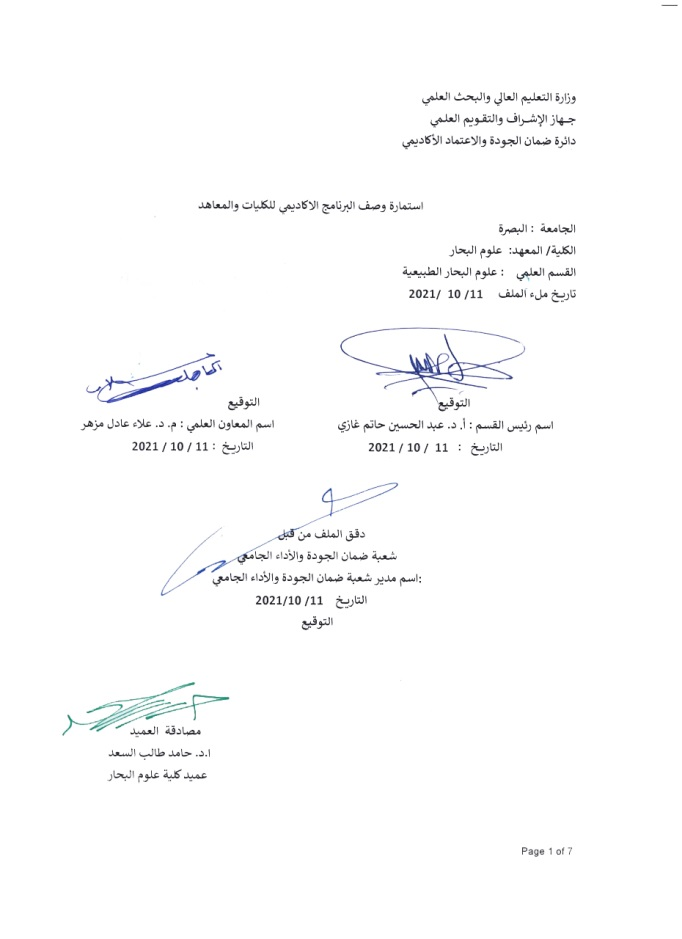 وزارة التعليم العالي والبحث العلمي
جـهـاز الإشـراف والتقـويم العلمي
دائرة ضمان الجودة والاعتماد الأكاديمي
استمارة وصف البرنامج الاكاديمي للكليات والمعاهد
الجامعة : البصرة
الكلية/ المعهد: علوم البحار
القسم العلمي : علوم البحار الطبيعية
تاريخ ملء الملف 11/ 10 /2021
التوقيع
اسم رئيس القسم : أ. د. عبد الحسين حاتم غازي
التاريخ : 11 / 10 / 2021
التوقيع
اسم المعاون العلمي : م. د. علاء عادل مزهر
التاريخ : 11 / 10 / 2021
دقق الملف من قبل
شعبة ضمان الجودة والأداء الجامعي
اسم مدير شعبة ضمان الجودة والأداء الجامعي:
التاريخ 11/ 10/2021
التوقيع
مصادقة العميد
ا.د. حامد طالب السعد
عميد كلية علوم البحار
Page 1 of 7